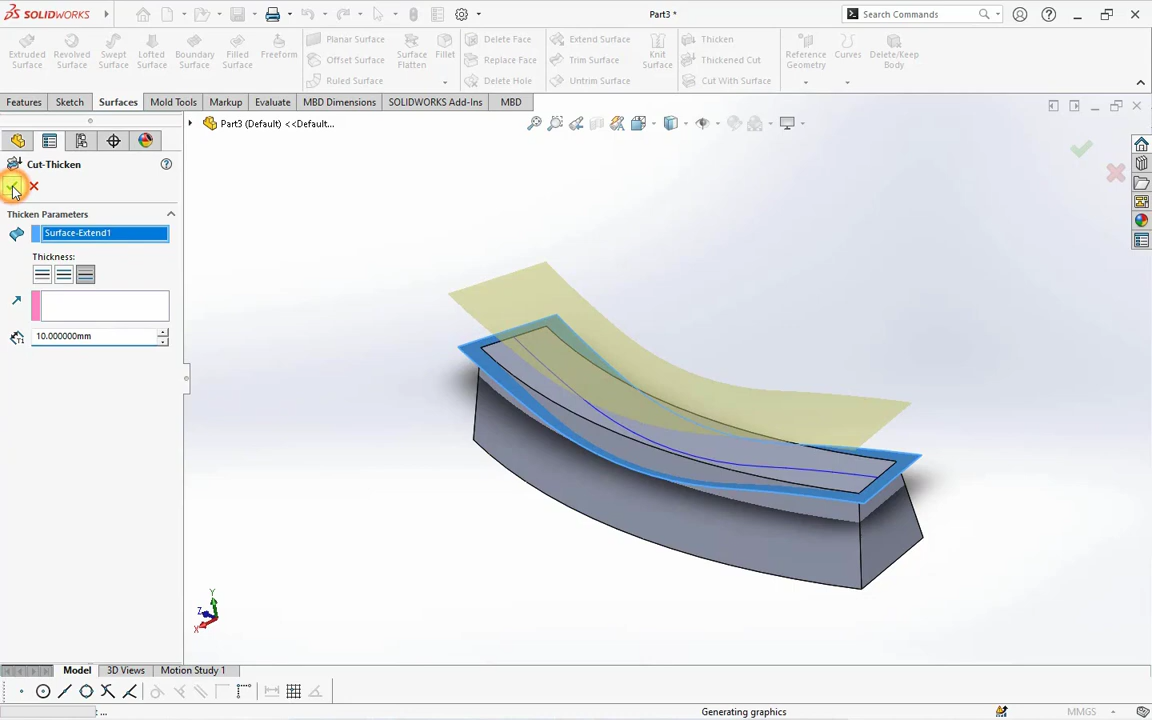 SOLIDWORKS
Part3 *
Search Commands
Extruded Surface
Revolved Surface
Swept Surface
Lofted Surface
Boundary Surface
Filled Surface
Freeform
Planar Surface
Offset Surface
Ruled Surface
Surface Flatten
Fillet
Delete Face
Replace Face
Delete Hole
Extend Surface
Trim Surface
Untrim Surface
Knit Surface
Thicken
Thickened Cut
Cut With Surface
Reference Geometry
Curves
Delete/Keep Body
Features
Sketch
Surfaces
Mold Tools
Markup
Evaluate
MBD Dimensions
SOLIDWORKS Add-Ins
MBD
Part3 (Default) <<Default...
Cut-Thicken
Thicken Parameters
Surface-Extend1
Thickness:
10.000000mm
Y
Z
X
Model
3D Views
Motion Study 1
: ...
Generating graphics
MMGS